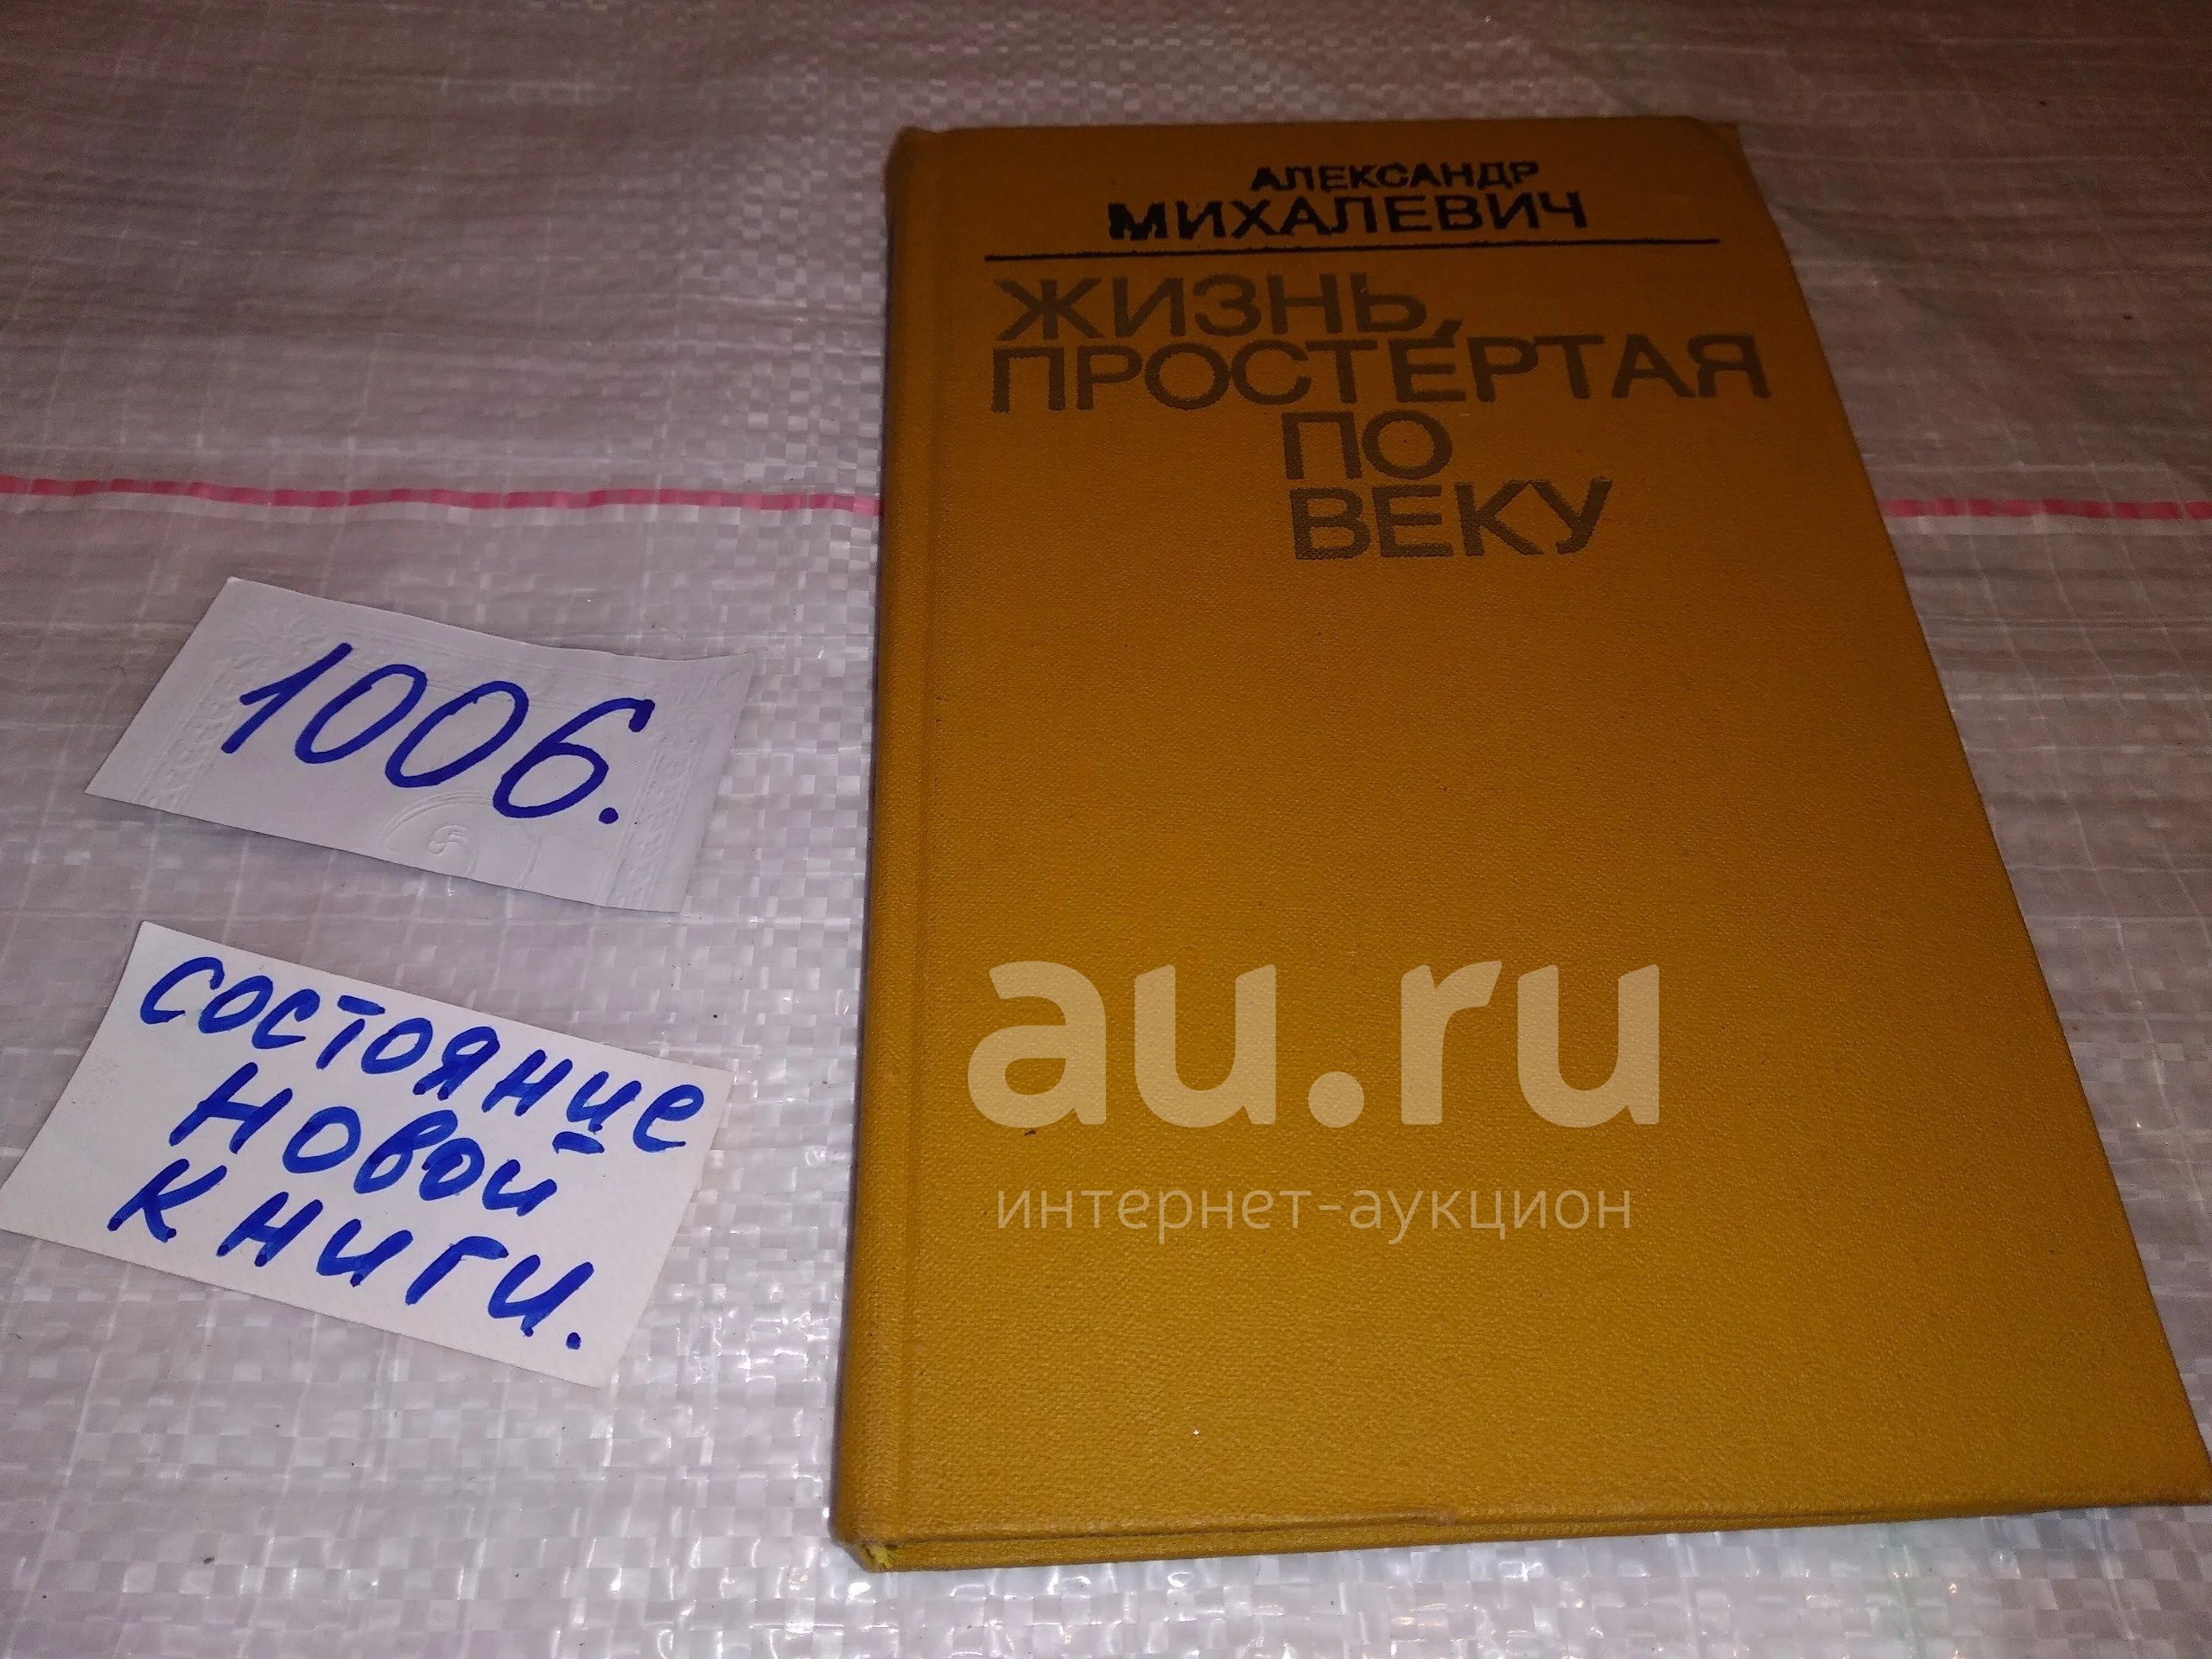 АЛЕКСАНДР
МИХАЛЕВИЧ
ЖИЗНЬ,
ПРОСТЕРТАЯ
ПО
ВЕКУ
1006.
состояние
новой
книги.
au.ru
интернет-аукцион